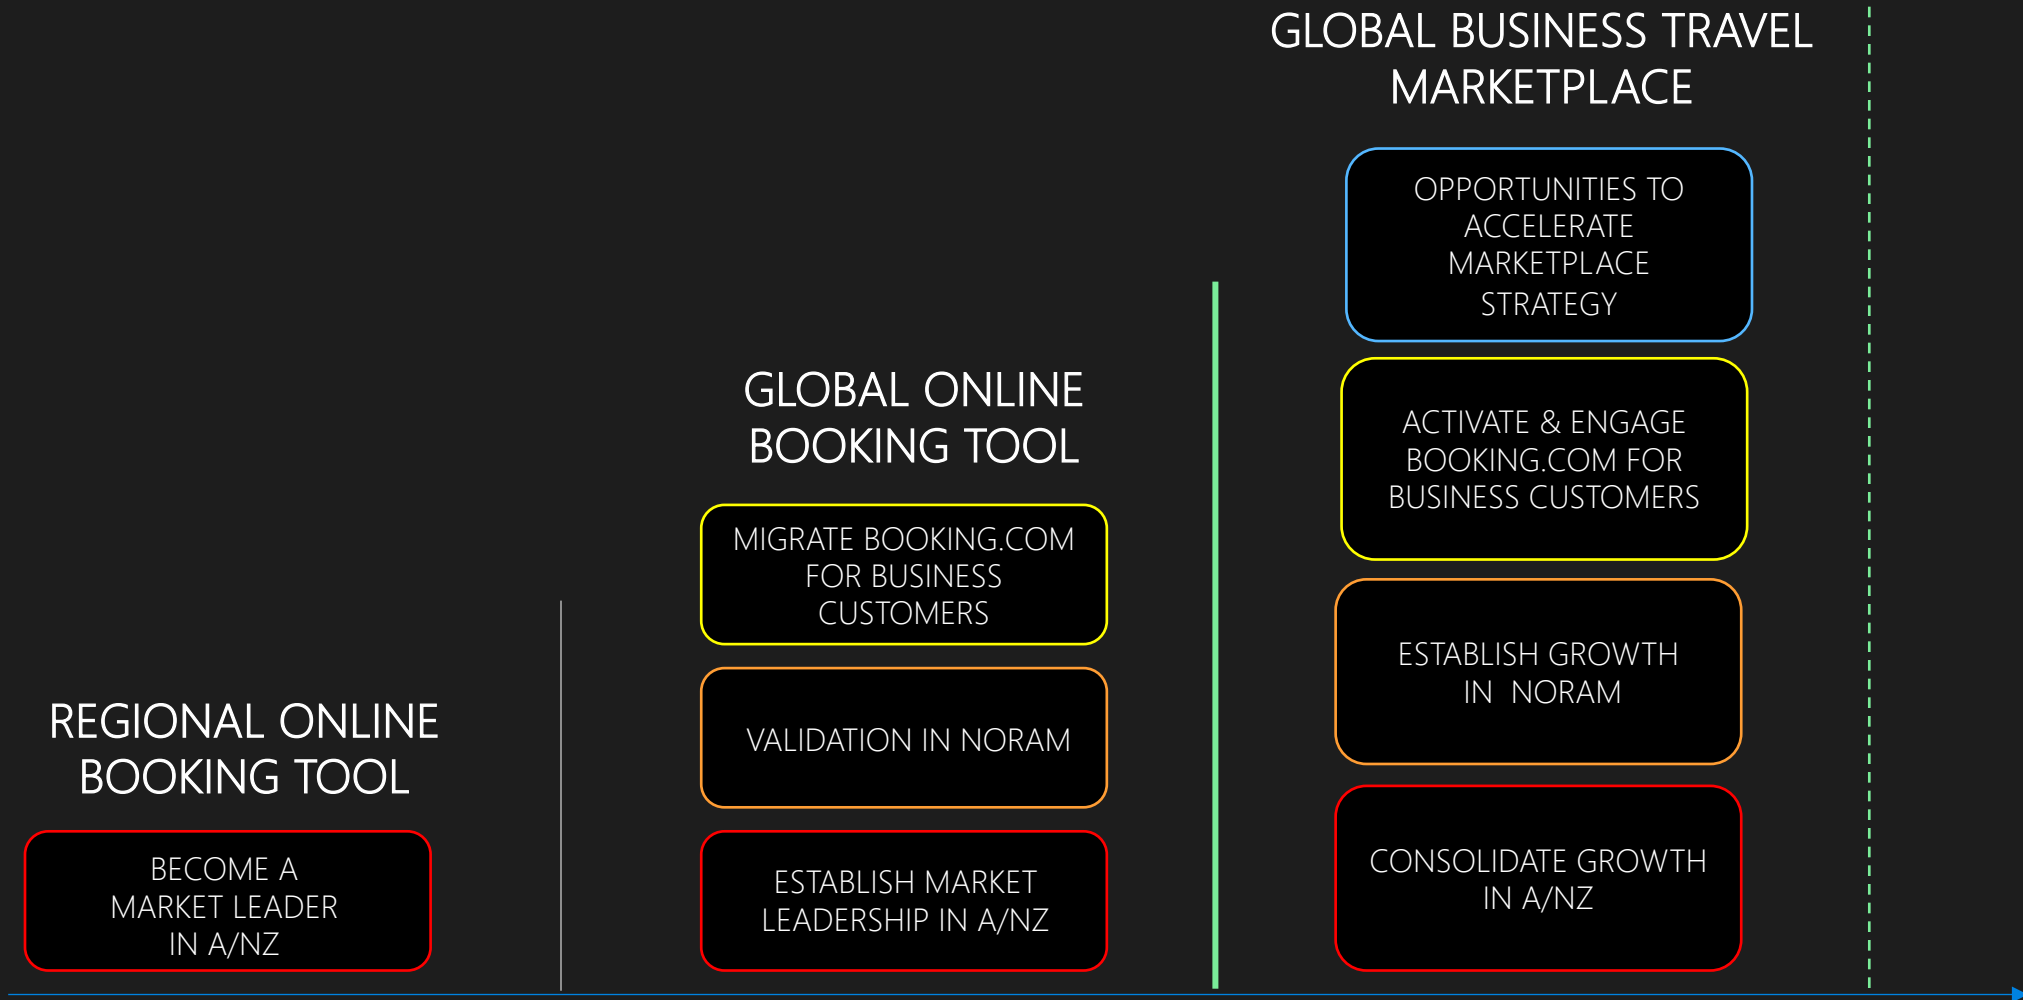 REGIONAL ONLINE
BOOKING TOOL
BECOME A
MARKET LEADER
IN A/NZ
GLOBAL ONLINE
BOOKING TOOL
MIGRATE BOOKING.COM
FOR BUSINESS
CUSTOMERS
VALIDATION IN NORAM
ESTABLISH MARKET
LEADERSHIP IN A/NZ
GLOBAL BUSINESS TRAVEL
MARKETPLACE
OPPORTUNITIES TO
ACCELERATE
MARKETPLACE
STRATEGY
ACTIVATE & ENGAGE
BOOKING.COM FOR
BUSINESS CUSTOMERS
ESTABLISH GROWTH
IN NORAM
CONSOLIDATE GROWTH
IN A/NZ